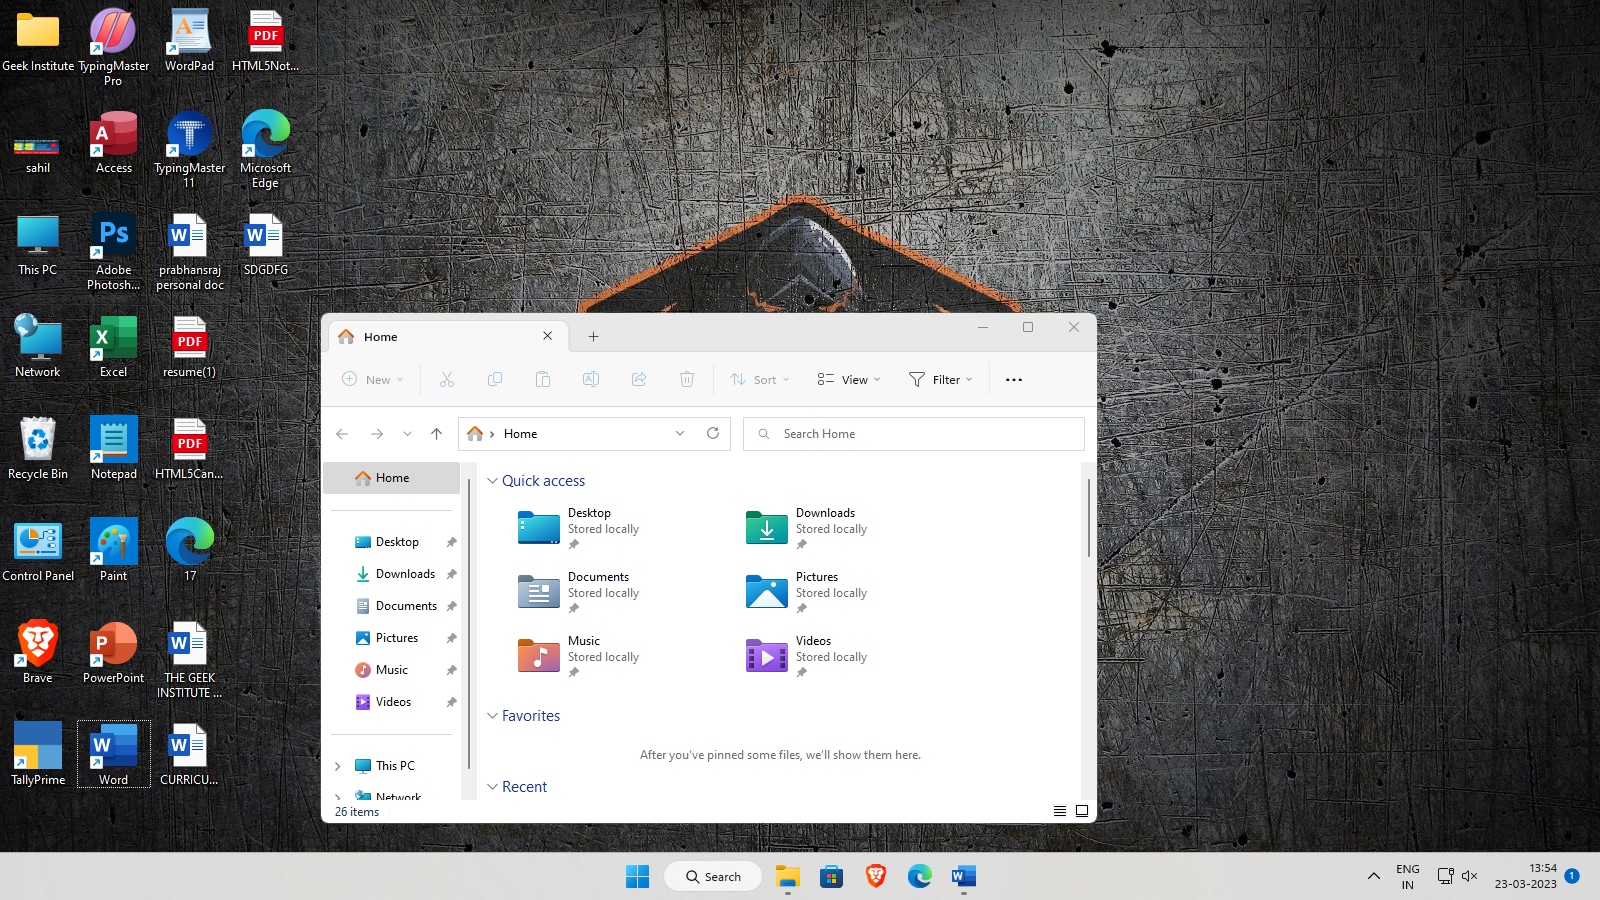 Geek Institute
TypingMaster
Pro
WordPad
PDF
HTML5Not...
sahil
A
Access
T
TypingMaster
11
Microsoft
Edge
This PC
Ps
Adobe
Photosh...
W
prabhansraj
personal doc
W
SDGDFG
Network
X
Excel
PDF
resume(1)
Recycle Bin
Notepad
PDF
HTML5Can...
Control Panel
Paint
17
Brave
P
PowerPoint
W
THE GEEK
INSTITUTE ...
TallyPrime
W
Word
W
CURRICU...
Home
New
Sort
View
Filter
Home
Search Home
Home
Desktop
Downloads
Documents
Pictures
Music
Videos
This PC
Network
Quick access
Desktop
Stored locally
Downloads
Stored locally
Documents
Stored locally
Pictures
Stored locally
Music
Stored locally
Videos
Stored locally
Favorites
After you've pinned some files, we'll show them here.
Recent
26 items
Search
W
ENG
IN
13:54
23-03-2023
1